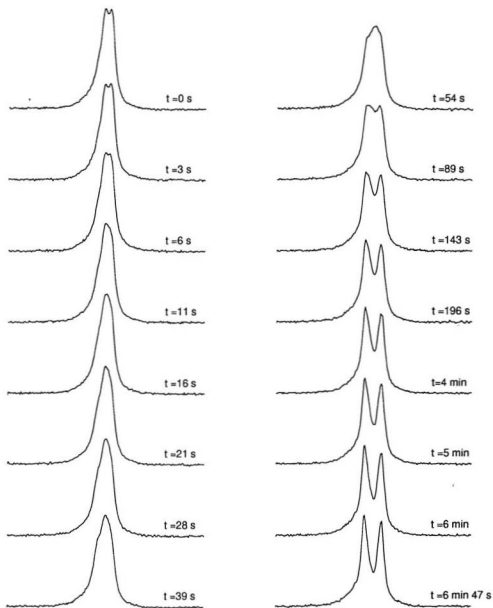 t =0 s
t =3 s
t =6 s
t =11 s
t =16 s
t =21 s
t =28 s
t =39 s
t =54 s
t =89 s
t =143 s
t =196 s
t=4 min
t=5 min
t=6 min
t=6 min 47 s